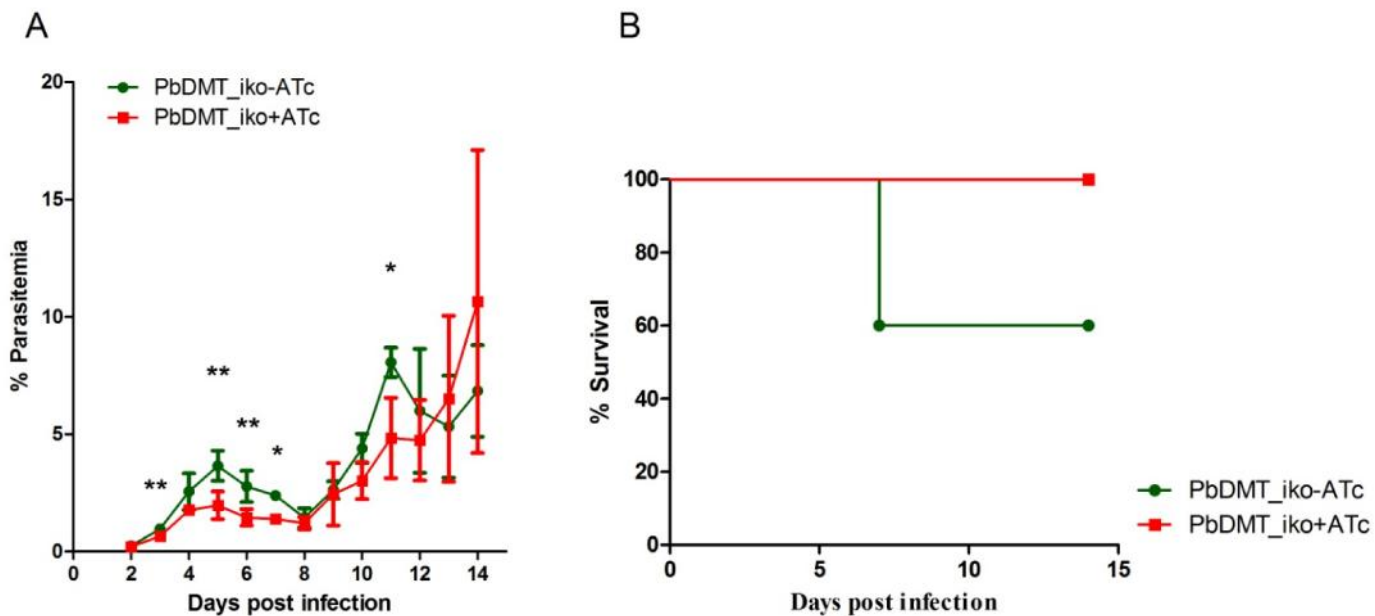 A
B
PbDMT_iko-ATc
PbDMT_iko+ATc
% Parasitemia
20
15
10
5
0
**
**
**
*
*
0 2 4 6 8 10 12 14
Days post infection
% Survival
100
80
60
40
20
0
0 5 10 15
Days post infection
PbDMT_iko-ATc
PbDMT_iko+ATc